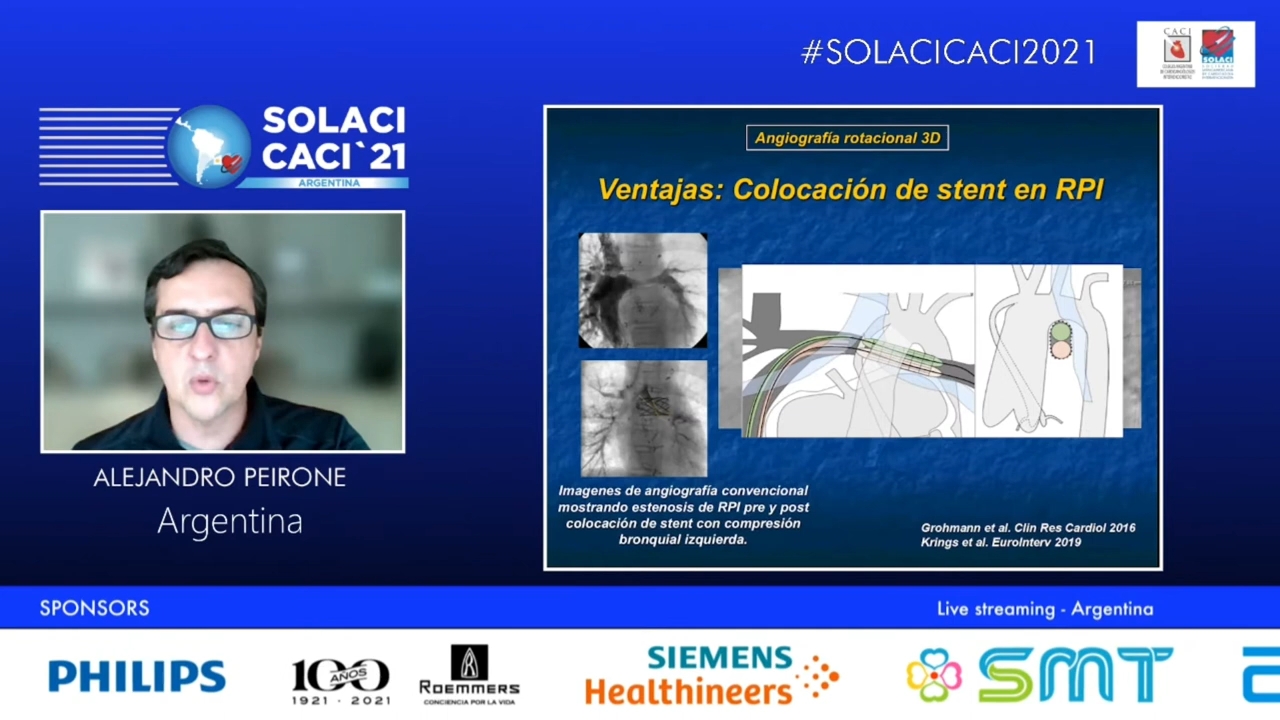 #SOLACICACI2021
CACI
SOLACI
SOLACI
CACI`21
ARGENTINA
Angiografía rotacional 3D
Ventajas: Colocación de stent en RPI
Imagenes de angiografía convencional
mostrando estenosis de RPI pre y post
colocación de stent con compresión
bronquial izquierda.
Grohmann et al. Clin Res Cardiol 2016
Krings et al. EuroInterv 2019
ALEJANDRO PEIRONE
Argentina
SPONSORS
Live streaming - Argentina
PHILIPS
100
AÑOS
1921 · 2021
ROEMMERS
CONCIENCIA POR LA VIDA
SIEMENS
Healthineers
SMT